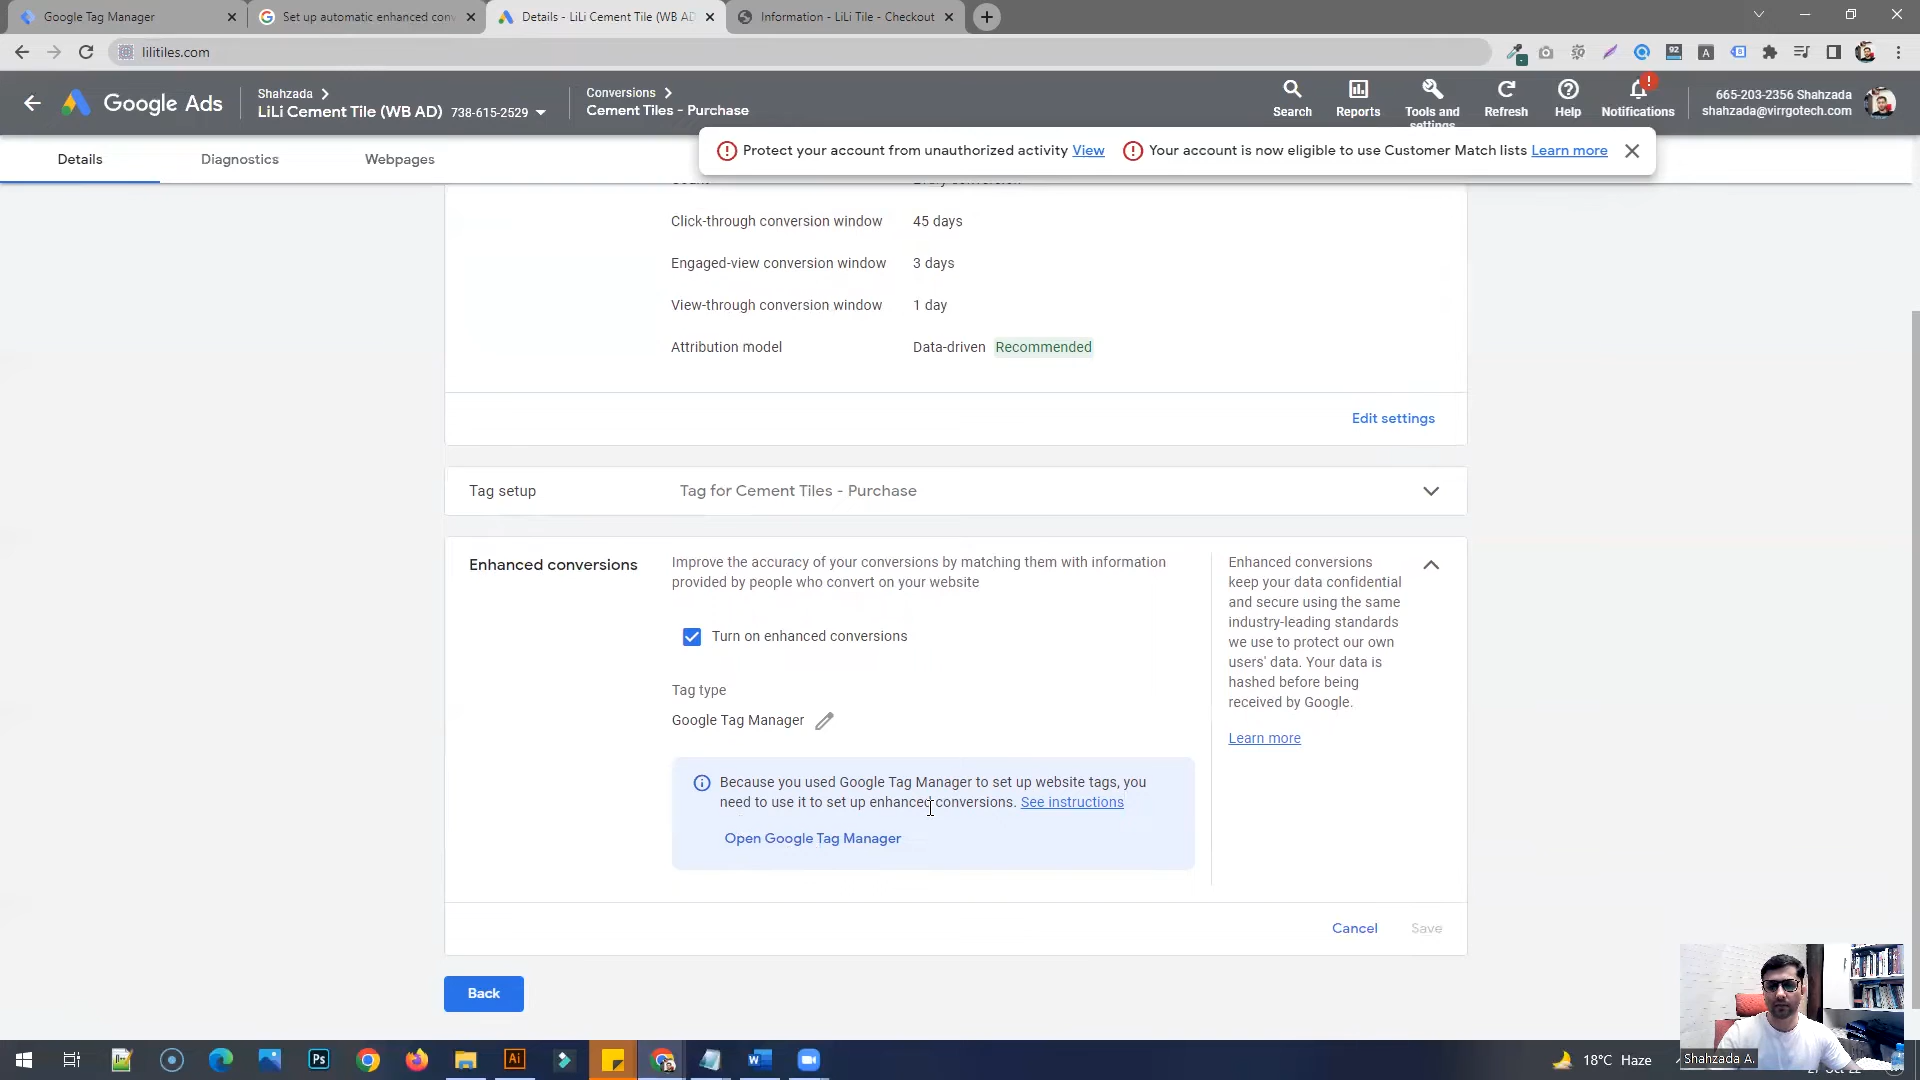 Google Tag Manager
Set up automatic enhanced conv
Details - LiLi Cement Tile (WB AD
Information - LiLi Tile - Checkout
lilitiles.com
92
Google Ads
Shahzada
LiLi Cement Tile (WB AD) 738-615-2529
Conversions
Cement Tiles - Purchase
Search
Reports
Tools and
settings
Refresh
Help
Notifications
665-203-2356 Shahzada
shahzada@virrgotech.com
Details
Diagnostics
Webpages
Protect your account from unauthorized activity View
Your account is now eligible to use Customer Match lists Learn more
Click-through conversion window 45 days
Engaged-view conversion window 3 days
View-through conversion window 1 day
Attribution model Data-driven Recommended
Edit settings
Tag setup Tag for Cement Tiles - Purchase
Enhanced conversions
Improve the accuracy of your conversions by matching them with information
provided by people who convert on your website
Turn on enhanced conversions
Tag type
Google Tag Manager
Because you used Google Tag Manager to set up website tags, you
need to use it to set up enhanced conversions. See instructions
Open Google Tag Manager
Enhanced conversions
keep your data confidential
and secure using the same
industry-leading standards
we use to protect our own
users' data. Your data is
hashed before being
received by Google.
Learn more
Cancel
Save
Back
Ps
Ai
W
18°C Haze
Shahzada A.